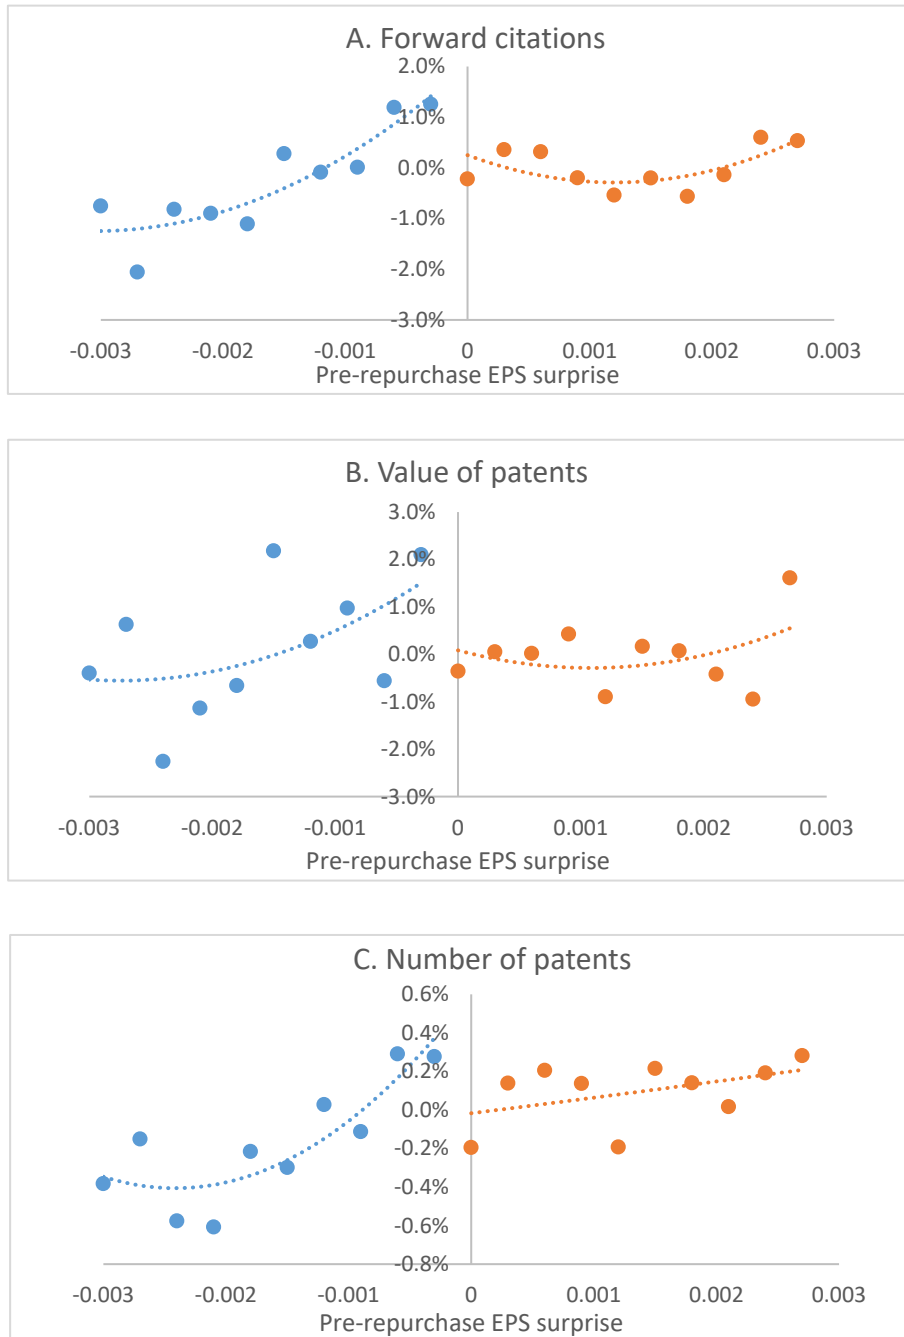 A. Forward citations
2.0%
1.0%
0.0%
-1.0%
-2.0%
-3.0%
-0.003 -0.002 -0.001 0 0.001 0.002 0.003
Pre-repurchase EPS surprise
B. Value of patents
3.0%
2.0%
1.0%
0.0%
-1.0%
-2.0%
-3.0%
-0.003 -0.002 -0.001 0 0.001 0.002 0.003
Pre-repurchase EPS surprise
C. Number of patents
0.6%
0.4%
0.2%
0.0%
-0.2%
-0.4%
-0.6%
-0.8%
-0.003 -0.002 -0.001 0 0.001 0.002 0.003
Pre-repurchase EPS surprise